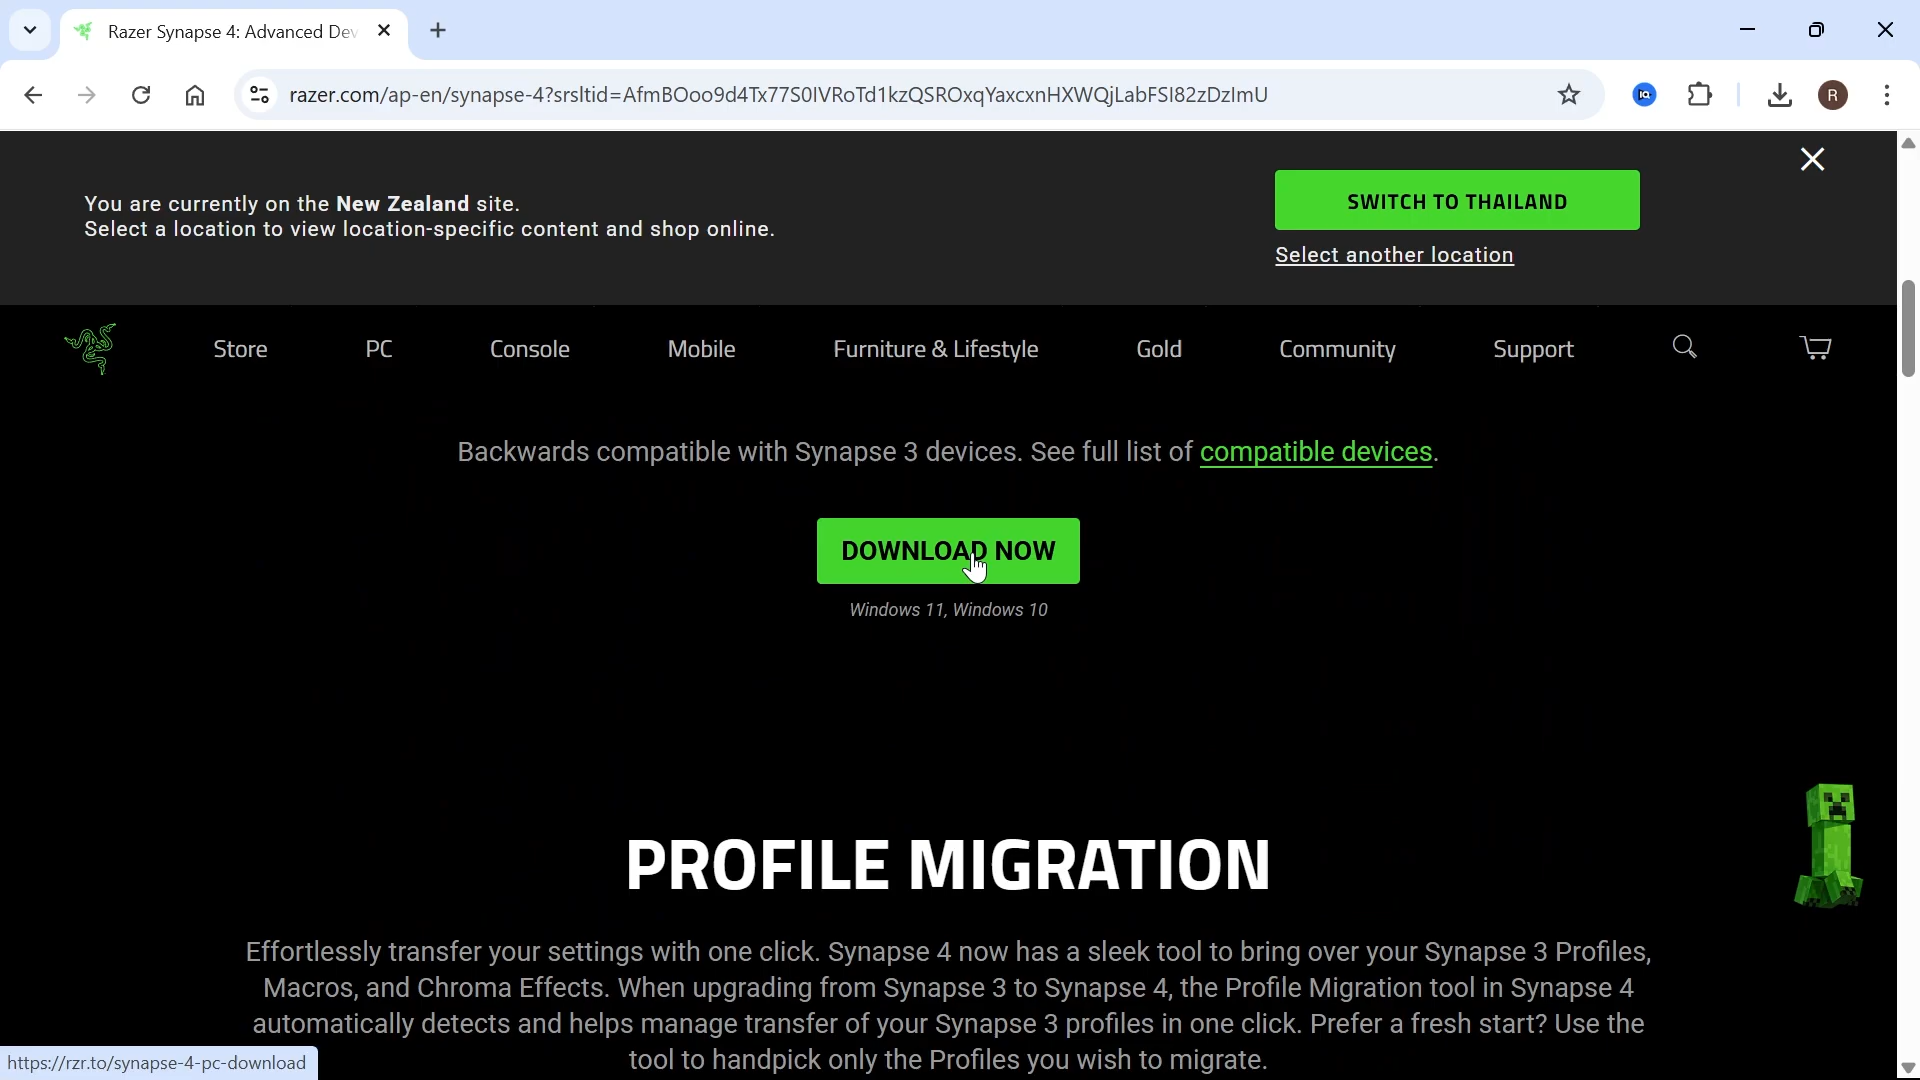 Razer Synapse 4: Advanced Dev
razer.com/ap-en/synapse-4?srsltid=AfmBOoo9d4Tx77S0IVRoTd1kzQSROxqYaxcxnHXWQjLabFSI82zDzlmU
IQ
R
You are currently on the New Zealand site.
Select a location to view location-specific content and shop online.
SWITCH TO THAILAND
Select another location
Store PC Console Mobile Furniture & Lifestyle Gold Community Support
Backwards compatible with Synapse 3 devices. See full list of compatible devices.
DOWNLOAD NOW
Windows 11, Windows 10
PROFILE MIGRATION
Effortlessly transfer your settings with one click. Synapse 4 now has a sleek tool to bring over your Synapse 3 Profiles,
Macros, and Chroma Effects. When upgrading from Synapse 3 to Synapse 4, the Profile Migration tool in Synapse 4
automatically detects and helps manage transfer of your Synapse 3 profiles in one click. Prefer a fresh start? Use the
tool to handpick only the Profiles you wish to migrate.
https://rzr.to/synapse-4-pc-download